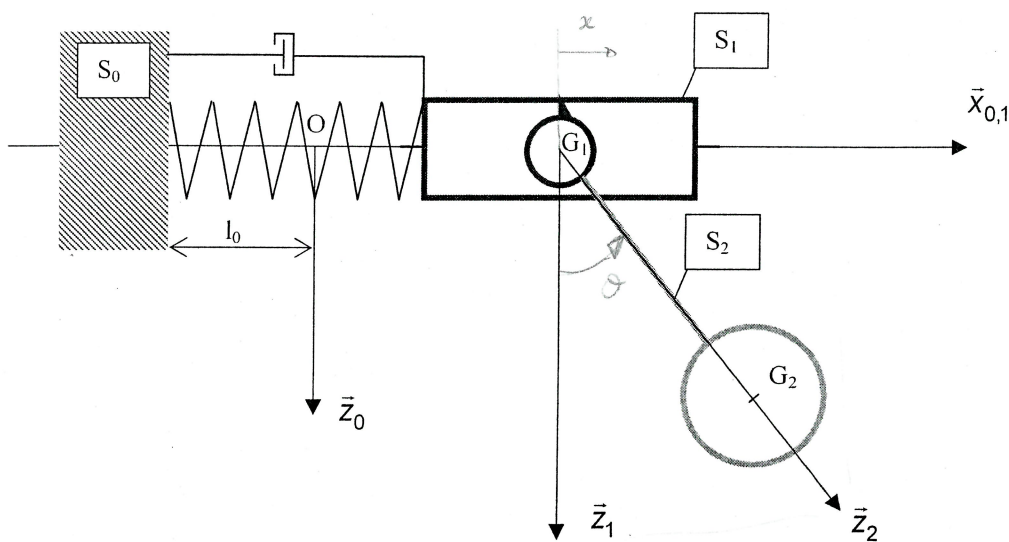 x
S₁
S₀
O
G₁
x⃗₀,₁
l₀
S₂
θ
G₂
z⃗₀
z⃗₁
z⃗₂